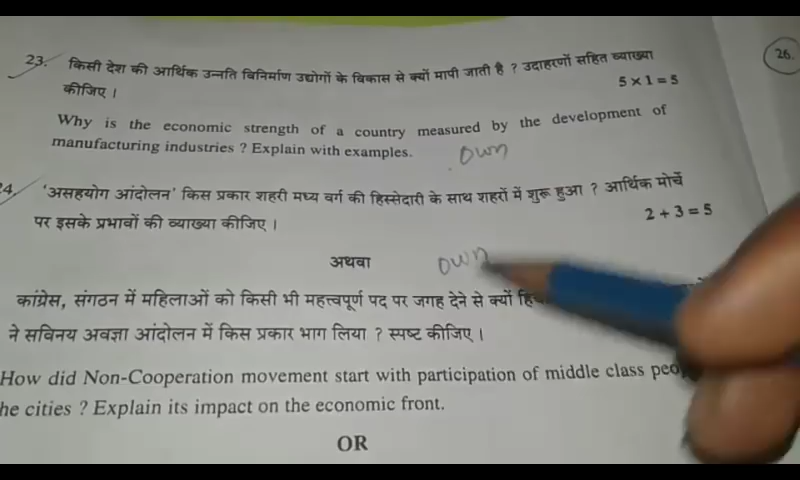 23. किसी देश की आर्थिक उन्नति विनिर्माण उद्योगों के विकास से क्यों मापी जाती है ? उदाहरणों सहित व्याख्या
कीजिए । 5 × 1 = 5
Why is the economic strength of a country measured by the development of
manufacturing industries ? Explain with examples. own
24. 'असहयोग आंदोलन' किस प्रकार शहरी मध्य वर्ग की हिस्सेदारी के साथ शहरों में शुरू हुआ ? आर्थिक मोर्चे
पर इसके प्रभावों की व्याख्या कीजिए । 2 + 3 = 5
अथवा own
कांग्रेस, संगठन में महिलाओं को किसी भी महत्त्वपूर्ण पद पर जगह देने से क्यों
ने सविनय अवज्ञा आंदोलन में किस प्रकार भाग लिया ? स्पष्ट कीजिए ।
How did Non-Cooperation movement start with participation of middle class peo
he cities ? Explain its impact on the economic front.
OR
26.